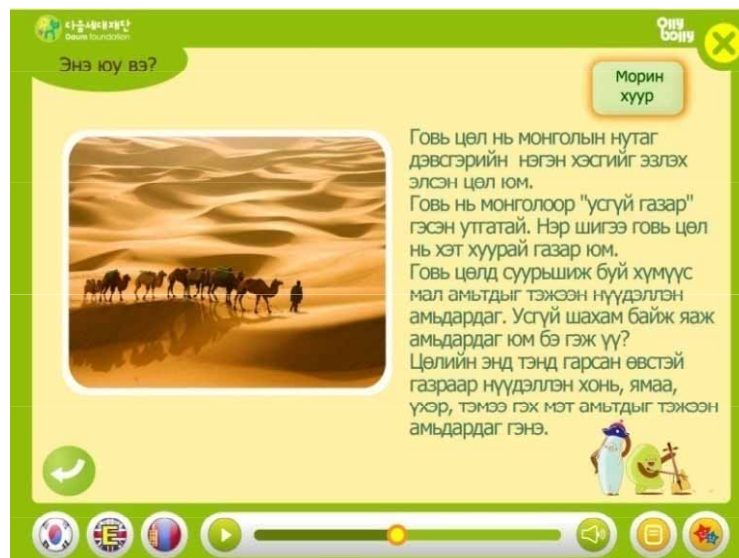 다음세대재단
Daum foundation
Olly
bolly
Энэ юу вэ?
Морин
хуур
Говь цөл нь монголын нутаг
дэвсгэрийн нэгэн хэсгийг эзлэх
элсэн цөл юм.
Говь нь монголоор "усгүй газар"
гэсэн утгатай. Нэр шигээ говь цөл
нь хэт хуурай газар юм.
Говь цөлд суурьшиж буй хүмүүс
мал амьтдыг тэжээн нүүдэллэн
амьдардаг. Усгүй шахам байж яаж
амьдардаг юм бэ гэж үү?
Цөлийн энд тэнд гарсан өвстэй
газраар нүүдэллэн хонь, ямаа,
үхэр, тэмээ гэх мэт амьтдыг тэжээн
амьдардаг гэнэ.
E